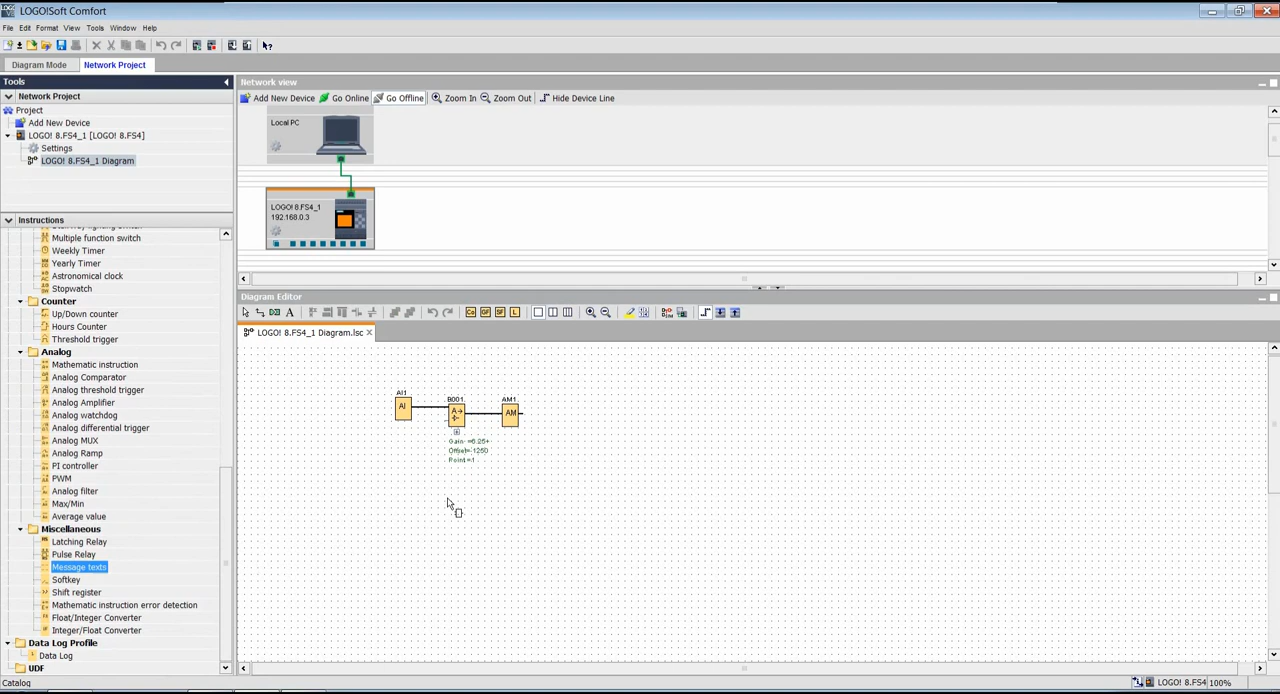 LOGO!Soft Comfort
File Edit Format View Tools Window Help
Diagram Mode Network Project
Tools
Network Project
Project
Add New Device
LOGO! 8.FS4_1 [LOGO! 8.FS4]
Settings
LOGO! 8.FS4_1 Diagram
Instructions
Multiple function switch
Weekly Timer
Yearly Timer
Astronomical clock
Stopwatch
Counter
Up/Down counter
Hours Counter
Threshold trigger
Analog
Mathematic instruction
Analog Comparator
Analog threshold trigger
Analog Amplifier
Analog watchdog
Analog differential trigger
Analog MUX
Analog Ramp
PI controller
PWM
Analog filter
Max/Min
Average value
Miscellaneous
Latching Relay
Pulse Relay
Message texts
Softkey
Shift register
Mathematic instruction error detection
Float/Integer Converter
Integer/Float Converter
Data Log Profile
Data Log
UDF
Catalog
Network view
Add New Device Go Online Go Offline Zoom In Zoom Out Hide Device Line
Local PC
LOGO! 8.FS4_1
192.168.0.3
Diagram Editor
LOGO! 8.FS4_1 Diagram.lsc
AI1 B001 AM1
AI A→ AM
Gain =6.25+
Offset=-1250
Point =1
LOGO! 8.FS4 100%